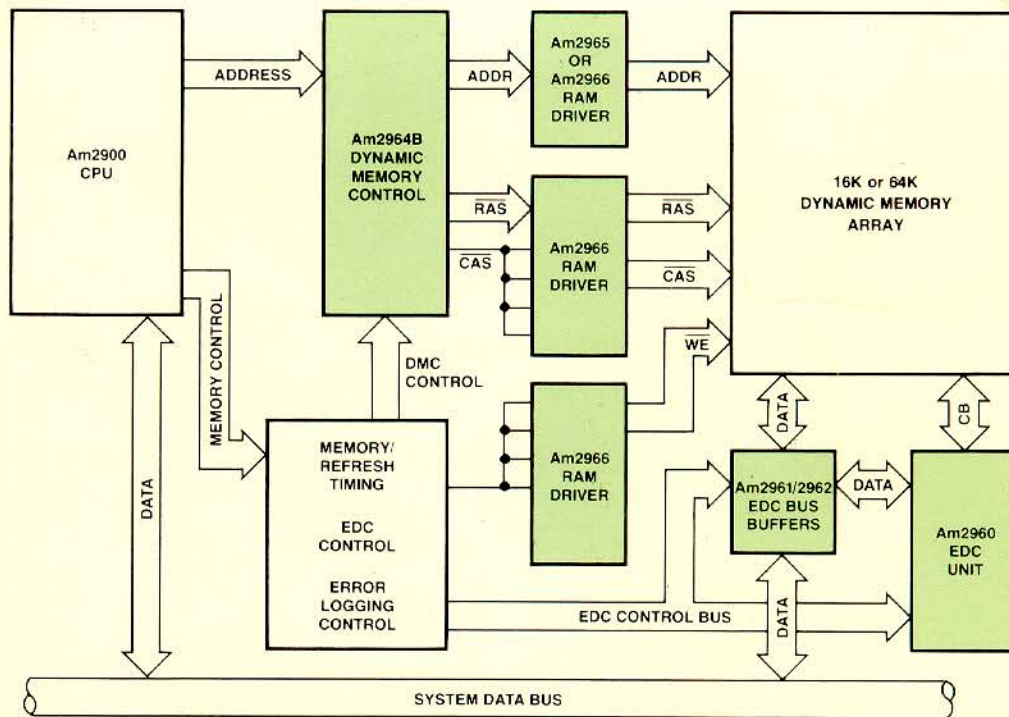 Am2900
CPU
ADDRESS
Am2964B
DYNAMIC
MEMORY
CONTROL
ADDR
Am2965
OR
Am2966
RAM
DRIVER
ADDR
16K or 64K
DYNAMIC MEMORY
ARRAY
RAS
CAS
Am2966
RAM
DRIVER
RAS
CAS
WE
MEMORY CONTROL
DMC
CONTROL
MEMORY/
REFRESH
TIMING
EDC
CONTROL
ERROR
LOGGING
CONTROL
Am2966
RAM
DRIVER
DATA
CB
Am2961/2962
EDC BUS
BUFFERS
DATA
Am2960
EDC
UNIT
EDC CONTROL BUS
DATA
DATA
SYSTEM DATA BUS